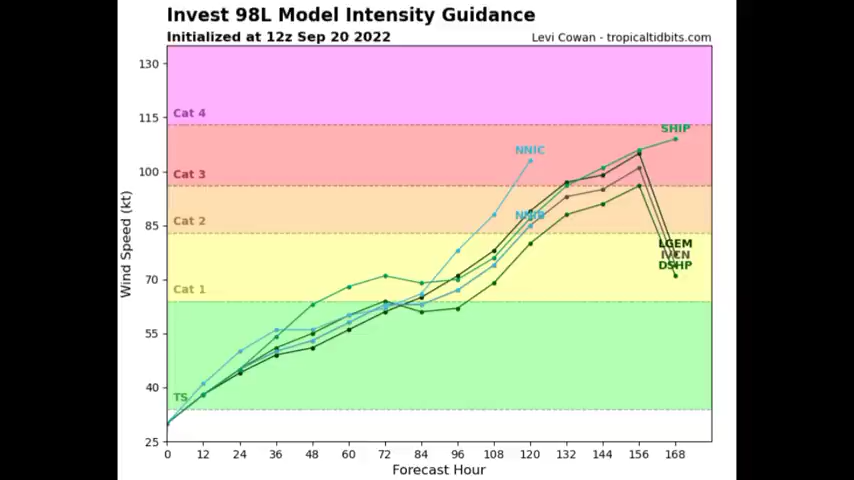 Invest 98L Model Intensity Guidance
Initialized at 12z Sep 20 2022
Levi Cowan - tropicaltidbits.com
130
115
100
85
70
55
40
25
Wind Speed (kt)
Cat 4
Cat 3
Cat 2
Cat 1
TS
SHIP
NNIC
NNIB
LGEM
IVCN
DSHP
0 12 24 36 48 60 72 84 96 108 120 132 144 156 168
Forecast Hour